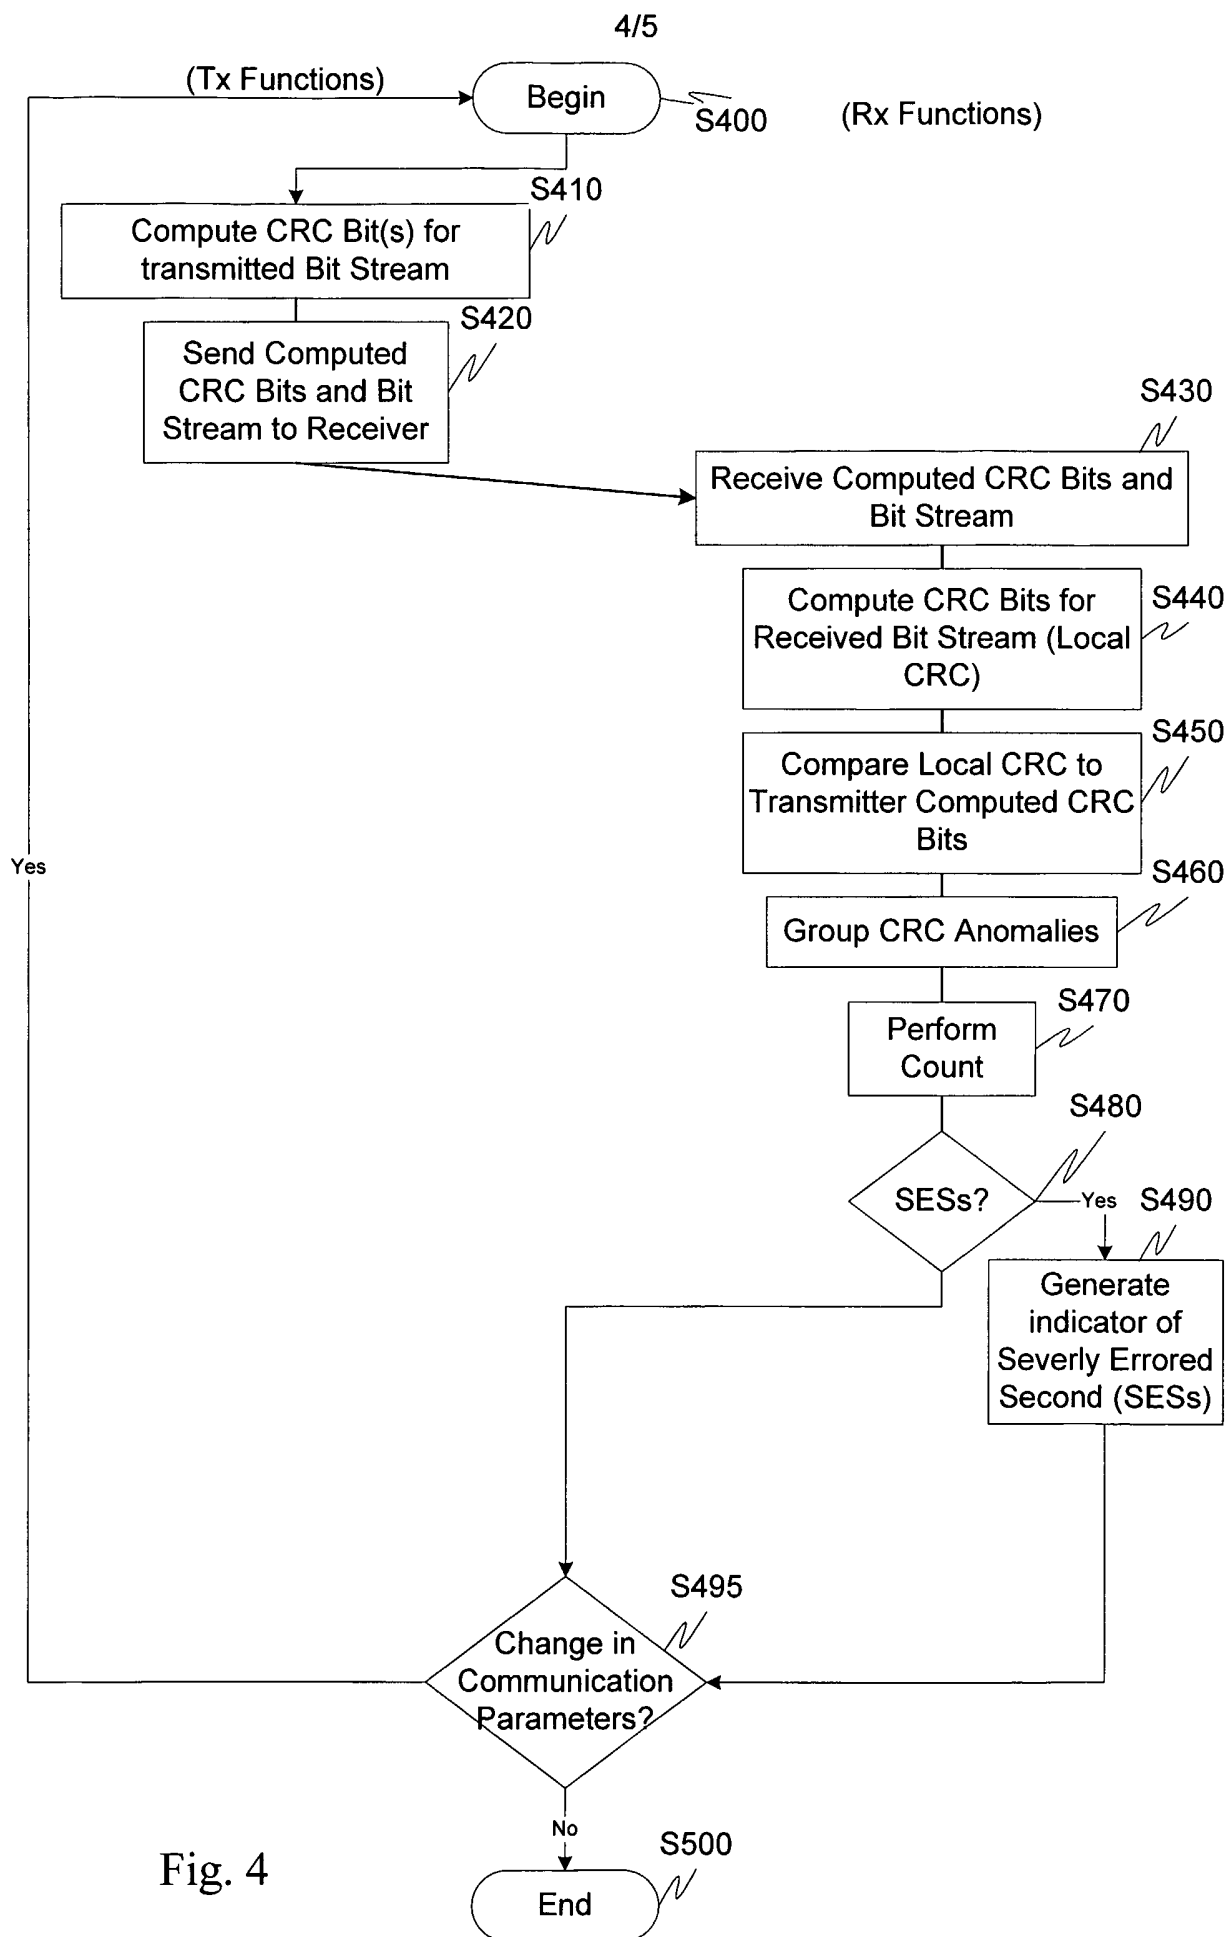 4/5
(Tx Functions)
Begin
S400
(Rx Functions)
S410
Compute CRC Bit(s) for
transmitted Bit Stream
S420
Send Computed
CRC Bits and Bit
Stream to Receiver
S430
Receive Computed CRC Bits and
Bit Stream
S440
Compute CRC Bits for
Received Bit Stream (Local
CRC)
S450
Compare Local CRC to
Transmitter Computed CRC
Bits
Yes
S460
Group CRC Anomalies
S470
Perform
Count
S480
SESs?
Yes
S490
Generate
indicator of
Severly Errored
Second (SESs)
S495
Change in
Communication
Parameters?
No
S500
End
Fig. 4